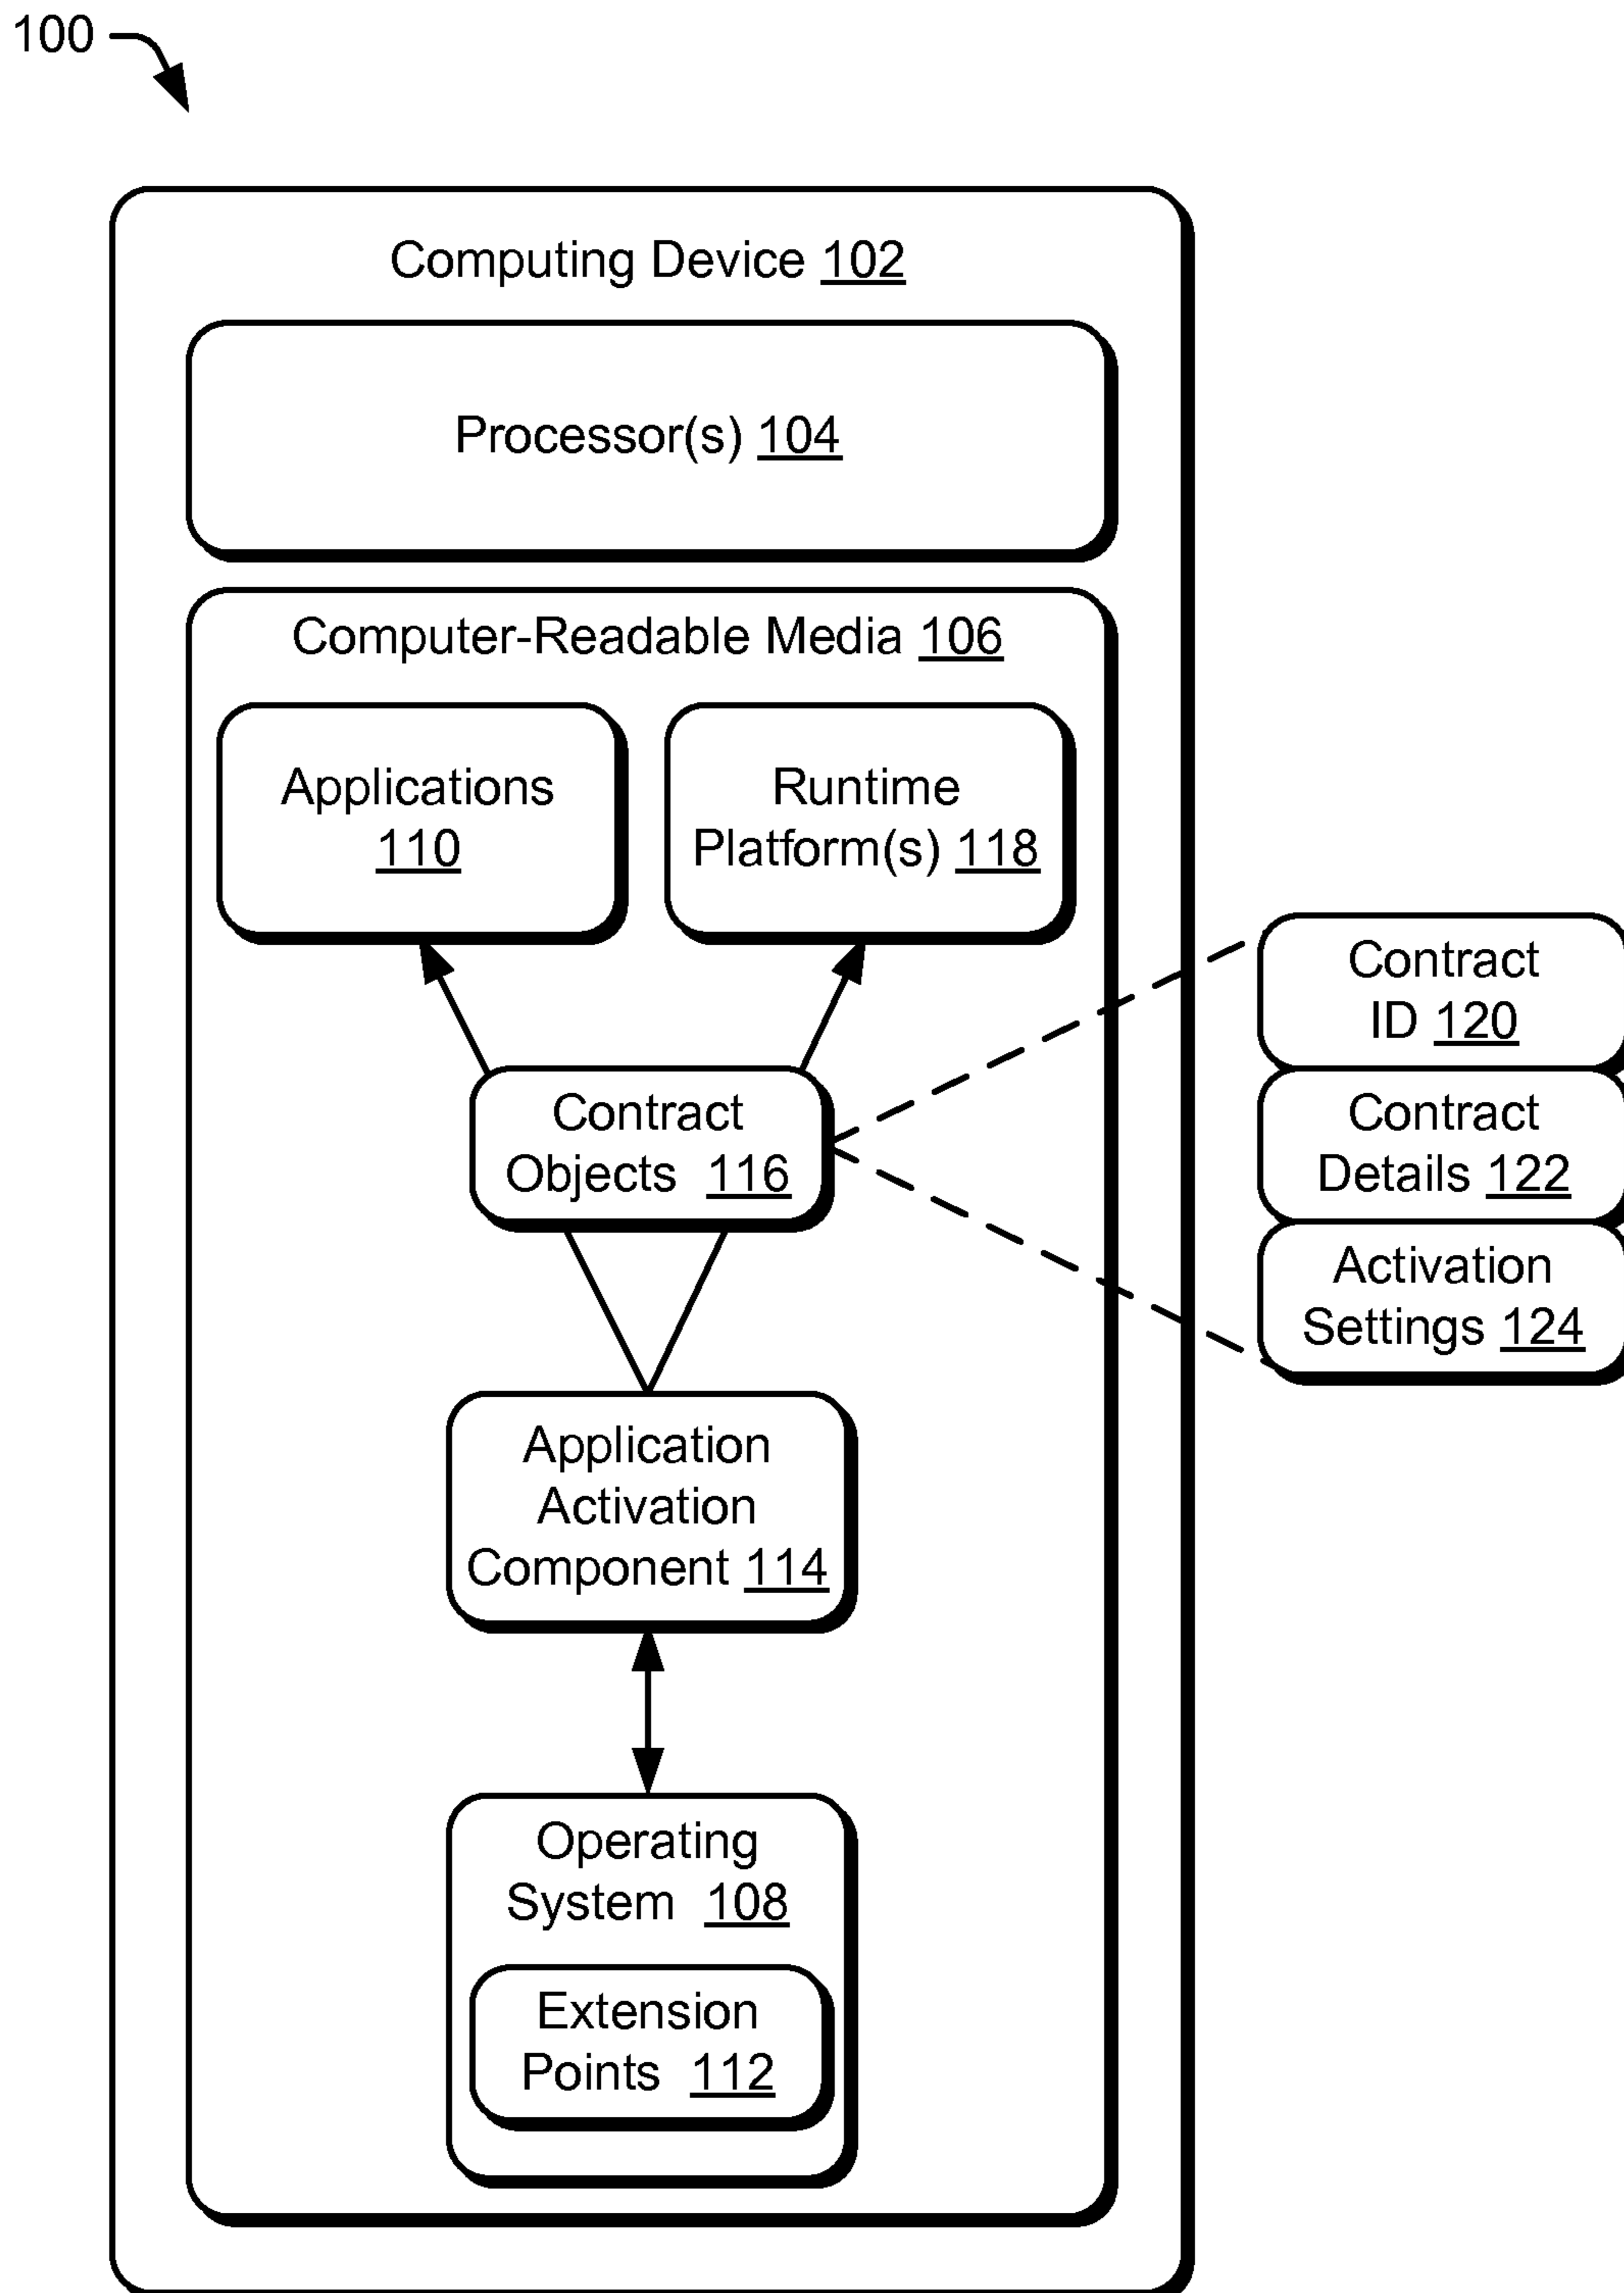 100
Computing Device 102
Processor(s) 104
Computer-Readable Media 106
Applications
110
Runtime
Platform(s) 118
Contract
Objects 116
Contract
ID 120
Contract
Details 122
Activation
Settings 124
Application
Activation
Component 114
Operating
System 108
Extension
Points 112